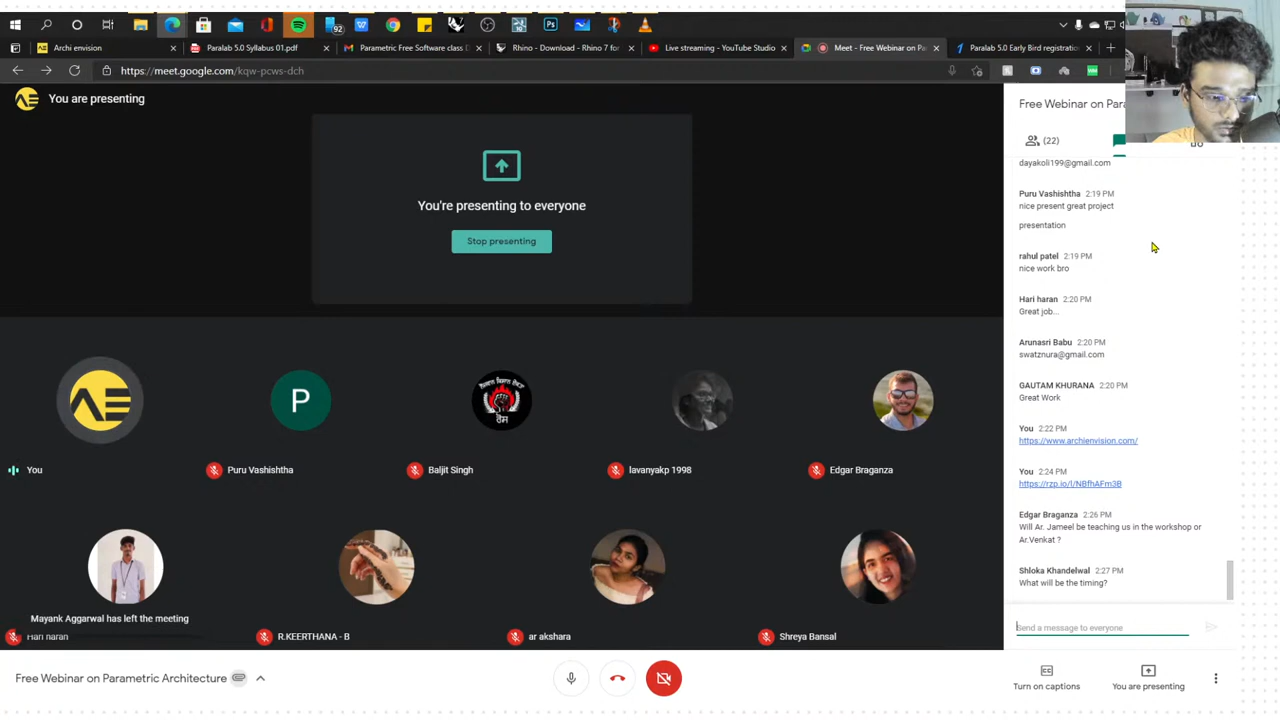 92
W
Ps
Archi envision
Paralab 5.0 Syllabus 01.pdf
Parametric Free Software class D
Rhino - Download - Rhino 7 for
Live streaming - YouTube Studio
Meet - Free Webinar on Par
Paralab 5.0 Early Bird registration
https://meet.google.com/kqw-pcws-dch
You are presenting
You're presenting to everyone
Stop presenting
P
ਰੋਸ
You
Puru Vashishtha
Baljit Singh
lavanyakp 1998
Edgar Braganza
Mayank Aggarwal has left the meeting
Hari haran
R.KEERTHANA - B
ar akshara
Shreya Bansal
Free Webinar on Parametric Architecture
Free Webinar on Para
(22)
dayakoli199@gmail.com
Puru Vashishtha 2:19 PM
nice present great project
presentation
rahul patel 2:19 PM
nice work bro
Hari haran 2:20 PM
Great job...
Arunasri Babu 2:20 PM
swatznura@gmail.com
GAUTAM KHURANA 2:20 PM
Great Work
You 2:22 PM
https://www.archienvision.com/
You 2:24 PM
https://rzp.io/l/NBfhAFm3B
Edgar Braganza 2:26 PM
Will Ar. Jameel be teaching us in the workshop or
Ar.Venkat ?
Shloka Khandelwal 2:27 PM
What will be the timing?
Send a message to everyone
Turn on captions
You are presenting